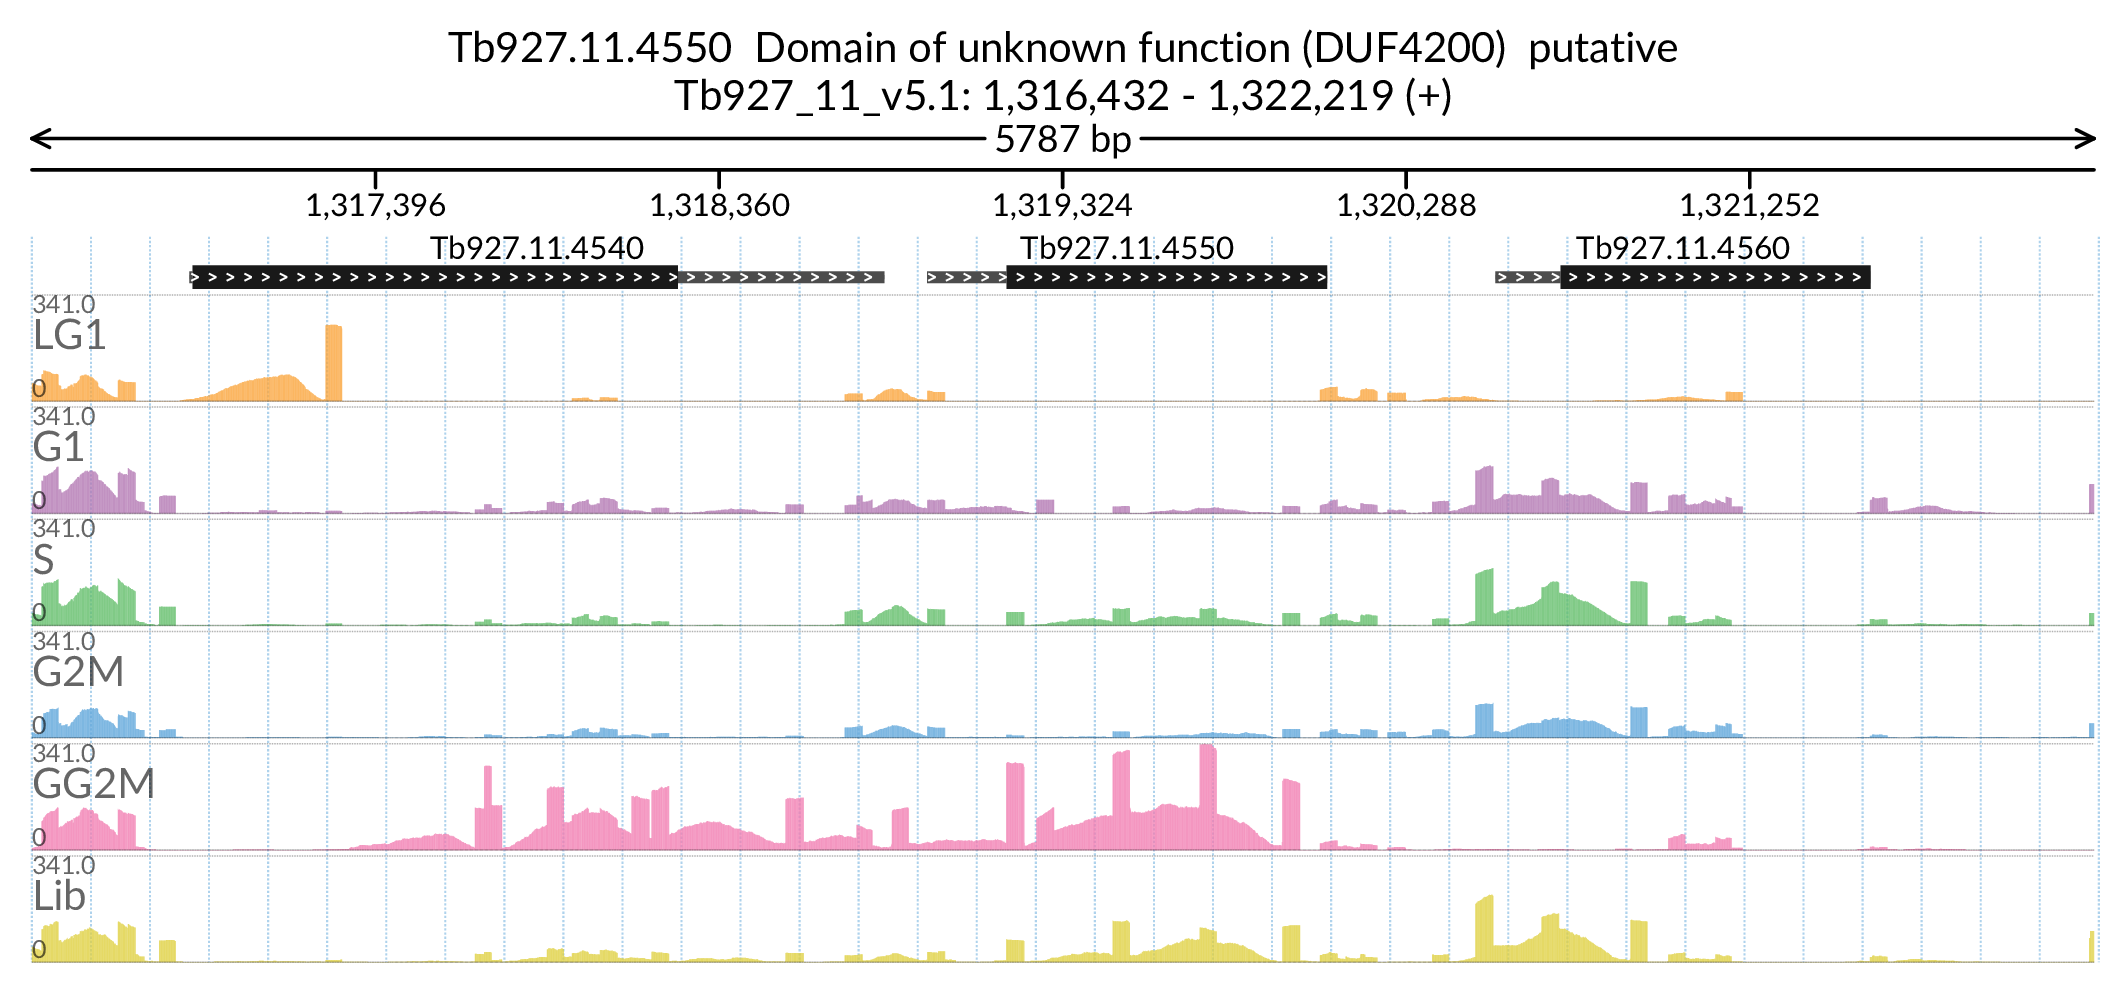 Tb927.11.4550  Domain of unknown function (DUF4200)  putative
Tb927_11_v5.1: 1,316,432 - 1,322,219 (+)
5787 bp
1,317,396 1,318,360 1,319,324 1,320,288 1,321,252
Tb927.11.4540 Tb927.11.4550 Tb927.11.4560
341.0
LG1
0
341.0
G1
0
341.0
S
0
341.0
G2M
0
341.0
GG2M
0
341.0
Lib
0